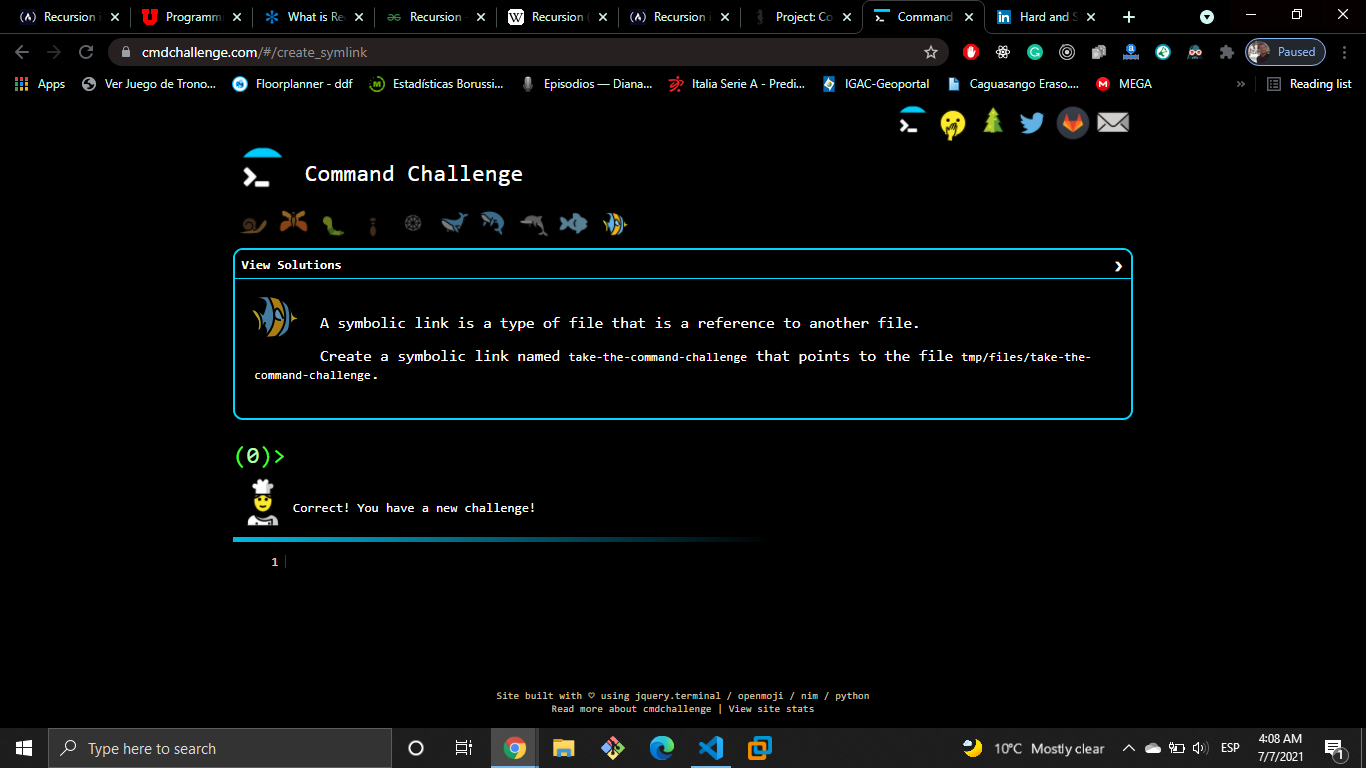 Recursion i
Programmi
What is Re
Recursion -
Recursion (
Recursion i
Project: Co
Command
Hard and S
cmdchallenge.com/#/create_symlink
Paused
Apps
Ver Juego de Trono...
Floorplanner - ddf
Estadísticas Borussi...
Episodios — Diana...
Italia Serie A - Predi...
IGAC-Geoportal
Caguasango Eraso....
MEGA
»
Reading list
Command Challenge
View Solutions
A symbolic link is a type of file that is a reference to another file.
Create a symbolic link named take-the-command-challenge that points to the file tmp/files/take-the-
command-challenge.
(0)>
Correct! You have a new challenge!
1
Site built with ♡ using jquery.terminal / openmoji / nim / python
Read more about cmdchallenge | View site stats
Type here to search
10°C Mostly clear
ESP
4:08 AM
7/7/2021
1